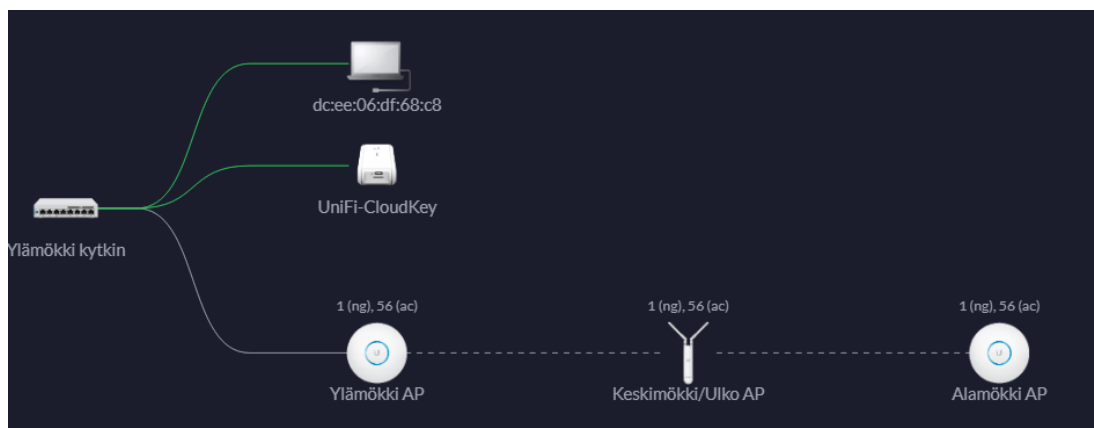 dc:ee:06:df:68:c8
UniFi-CloudKey
Ylämökki kytkin
1 (ng), 56 (ac)
1 (ng), 56 (ac)
1 (ng), 56 (ac)
Ylämökki AP
Keskimökki/Ulko AP
Alamökki AP